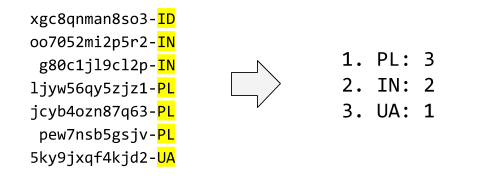 xgc8qnman8so3-ID
oo7052mi2p5r2-IN
g80c1jl9cl2p-IN
ljyw56qy5zjz1-PL
jcyb4ozn87q63-PL
pew7nsb5gsjv-PL
5ky9jxqf4kjd2-UA
1. PL: 3
2. IN: 2
3. UA: 1